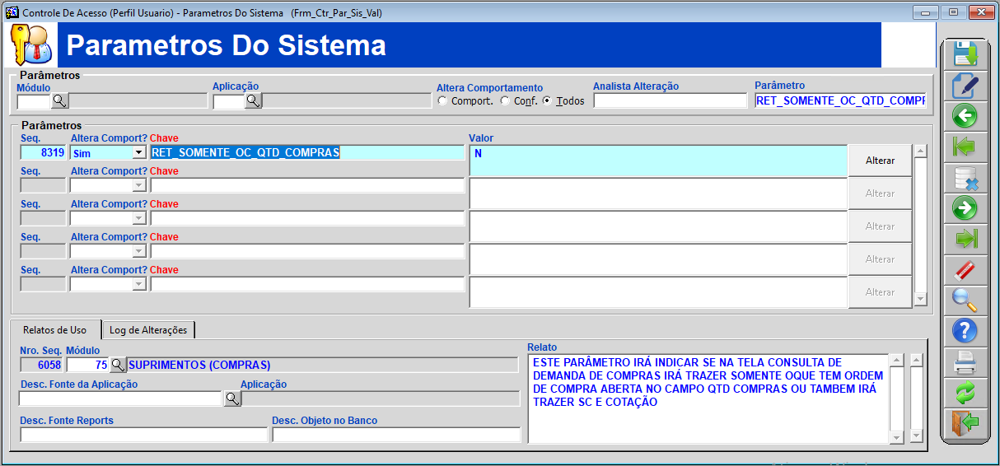 Controle De Acesso (Perfil Usuario) - Parametros Do Sistema (Frm_Ctr_Par_Sis_Val)
Parametros Do Sistema
Parâmetros
Módulo Aplicação Altera Comportamento Analista Alteração Parâmetro
Comport. Conf. Todos RET_SOMENTE_OC_QTD_COMPF
Parâmetros
Seq. Altera Comport? Chave Valor
8319 Sim RET_SOMENTE_OC_QTD_COMPRAS N Alterar
Seq. Altera Comport? Chave
Alterar
Seq. Altera Comport? Chave
Alterar
Seq. Altera Comport? Chave
Alterar
Seq. Altera Comport? Chave
Alterar
Relatos de Uso Log de Alterações
Nro. Seq. Módulo Relato
6058 75 SUPRIMENTOS (COMPRAS)
ESTE PARÂMETRO IRÁ INDICAR SE NA TELA CONSULTA DE
DEMANDA DE COMPRAS IRÁ TRAZER SOMENTE OQUE TEM ORDEM
DE COMPRA ABERTA NO CAMPO QTD COMPRAS OU TAMBEM IRÁ
TRAZER SC E COTAÇÃO
Desc. Fonte da Aplicação Aplicação
Desc. Fonte Reports Desc. Objeto no Banco